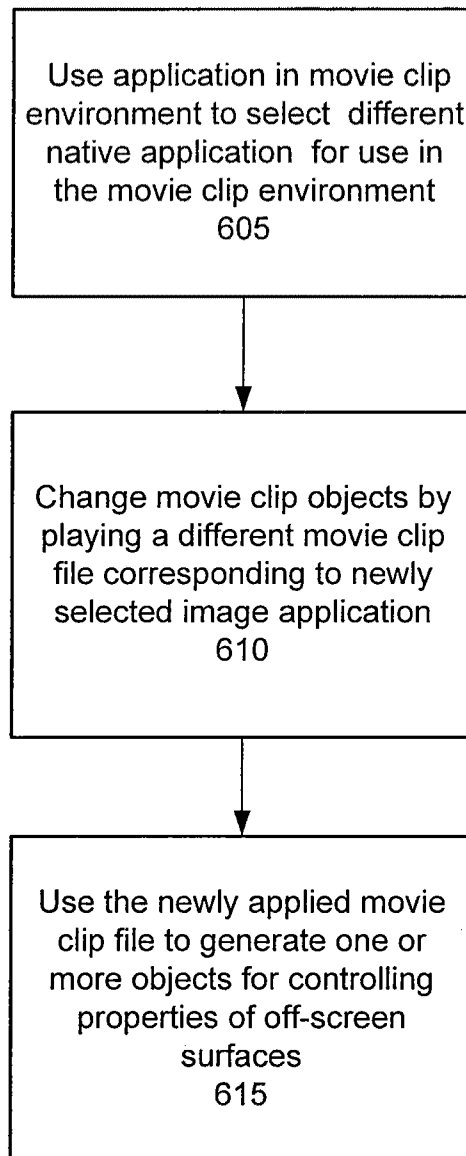 Use application in movie clip
environment to select different
native application for use in
the movie clip environment
605
Change movie clip objects by
playing a different movie clip
file corresponding to newly
selected image application
610
Use the newly applied movie
clip file to generate one or
more objects for controlling
properties of off-screen
surfaces
615